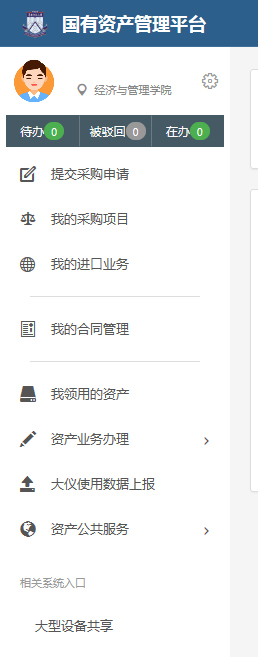 国有资产管理平台
经济与管理学院
待办 0 被驳回 0 在办 0
提交采购申请
我的采购项目
我的进口业务
我的合同管理
我领用的资产
资产业务办理
大仪使用数据上报
资产公共服务
相关系统入口
大型设备共享